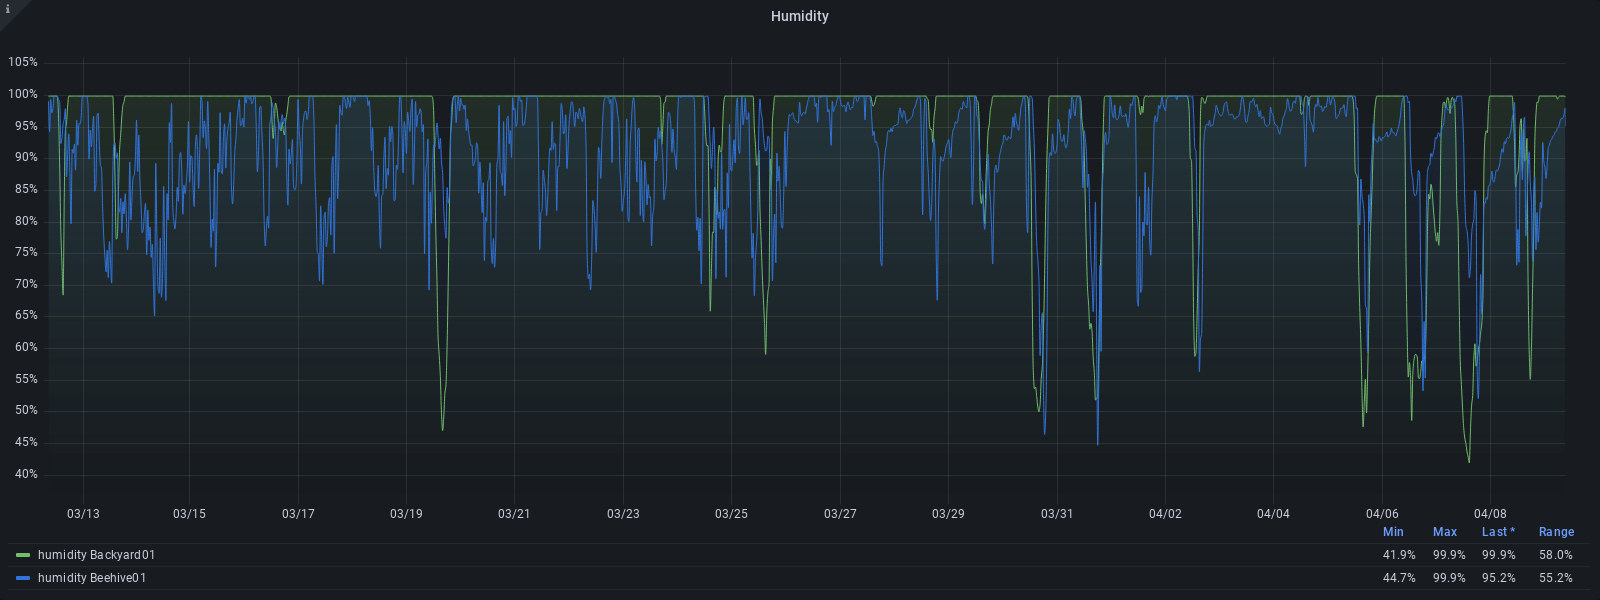 i
Humidity
105%
100%
95%
90%
85%
80%
75%
70%
65%
60%
55%
50%
45%
40%
03/13 03/15 03/17 03/19 03/21 03/23 03/25 03/27 03/29 03/31 04/02 04/04 04/06 04/08
Min Max Last * Range
humidity Backyard01 41.9% 99.9% 99.9% 58.0%
humidity Beehive01 44.7% 99.9% 95.2% 55.2%